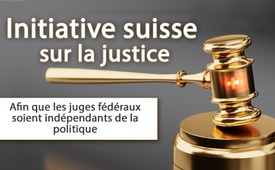 Initiative suisse
sur la justice
Afin que les juges fédéraux
soient indépendants de la
politique